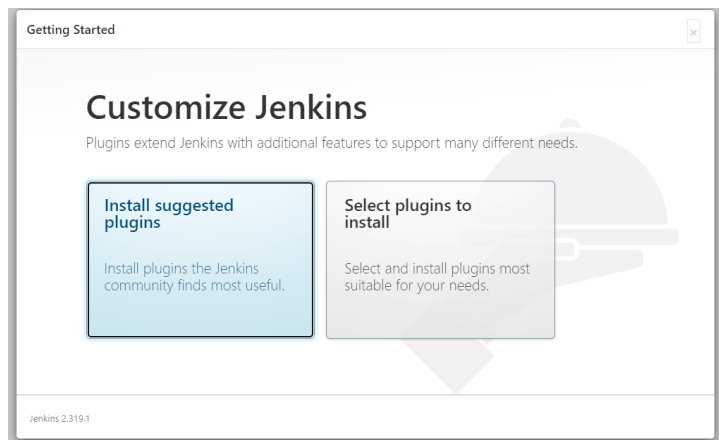 Getting Started
×
Customize Jenkins
Plugins extend Jenkins with additional features to support many different needs.
Install suggested
plugins
Install plugins the Jenkins
community finds most useful.
Select plugins to
install
Select and install plugins most
suitable for your needs.
Jenkins 2.319.1